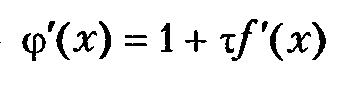 φ′(x) = 1 + τf′(x)